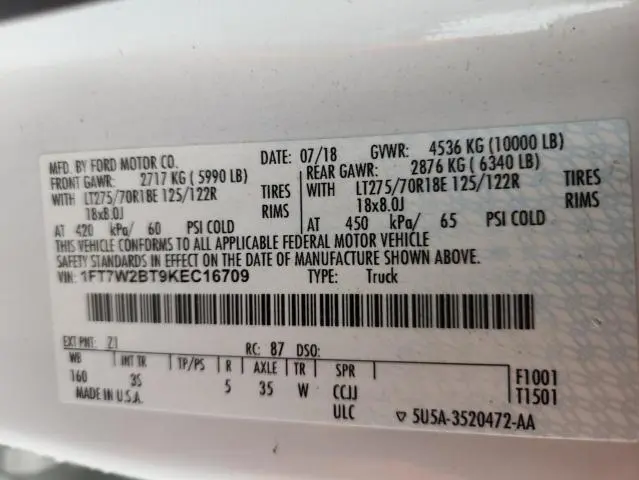 MFD. BY FORD MOTOR CO. DATE: 07/18 GVWR: 4536 KG (10000 LB)
FRONT GAWR: 2717 KG ( 5990 LB) REAR GAWR: 2876 KG ( 6340 LB)
WITH LT275/70R18E 125/122R TIRES WITH LT275/70R18E 125/122R TIRES
18x8.0J RIMS 18x8.0J RIMS
AT 420 kPa/ 60 PSI COLD AT 450 kPa/ 65 PSI COLD
THIS VEHICLE CONFORMS TO ALL APPLICABLE FEDERAL MOTOR VEHICLE
SAFETY STANDARDS IN EFFECT ON THE DATE OF MANUFACTURE SHOWN ABOVE.
VIN: 1FT7W2BT9KEC16709 TYPE: Truck
EXT PNT: Z1 RC: 87 DSO:
WB INT TR TP/PS R AXLE TR SPR F1001
160 3S 5 35 W CCJJ T1501
MADE IN U.S.A. ULC ▽ 5U5A-3520472-AA